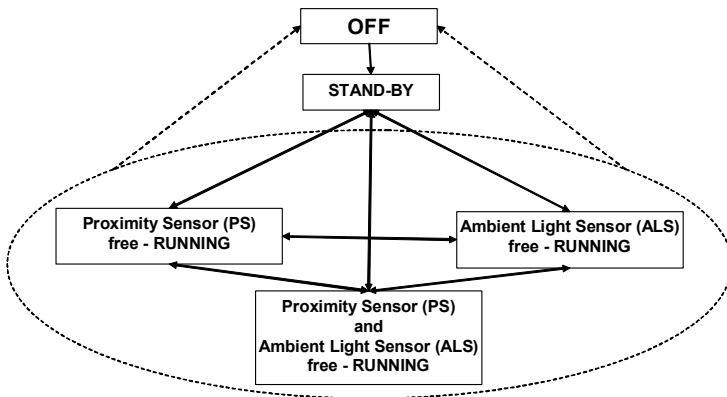 OFF
STAND-BY
Proximity Sensor (PS)
free - RUNNING
Ambient Light Sensor (ALS)
free - RUNNING
Proximity Sensor (PS)
and
Ambient Light Sensor (ALS)
free - RUNNING